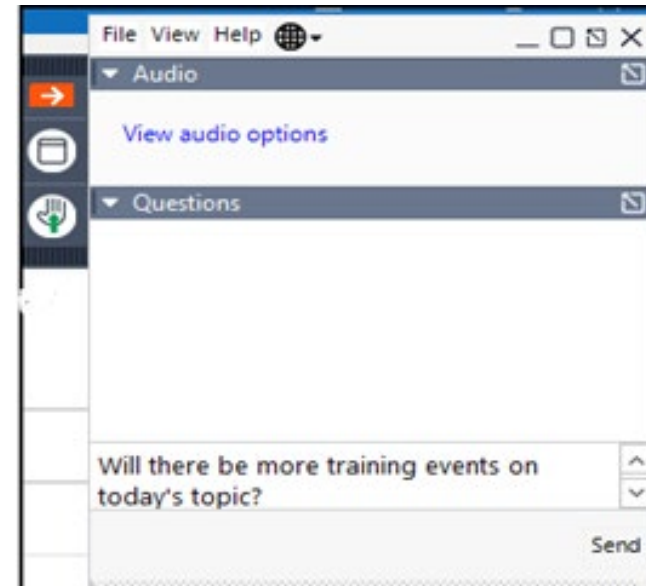 File View Help
Audio
View audio options
Questions
Will there be more training events on
today's topic?
Send